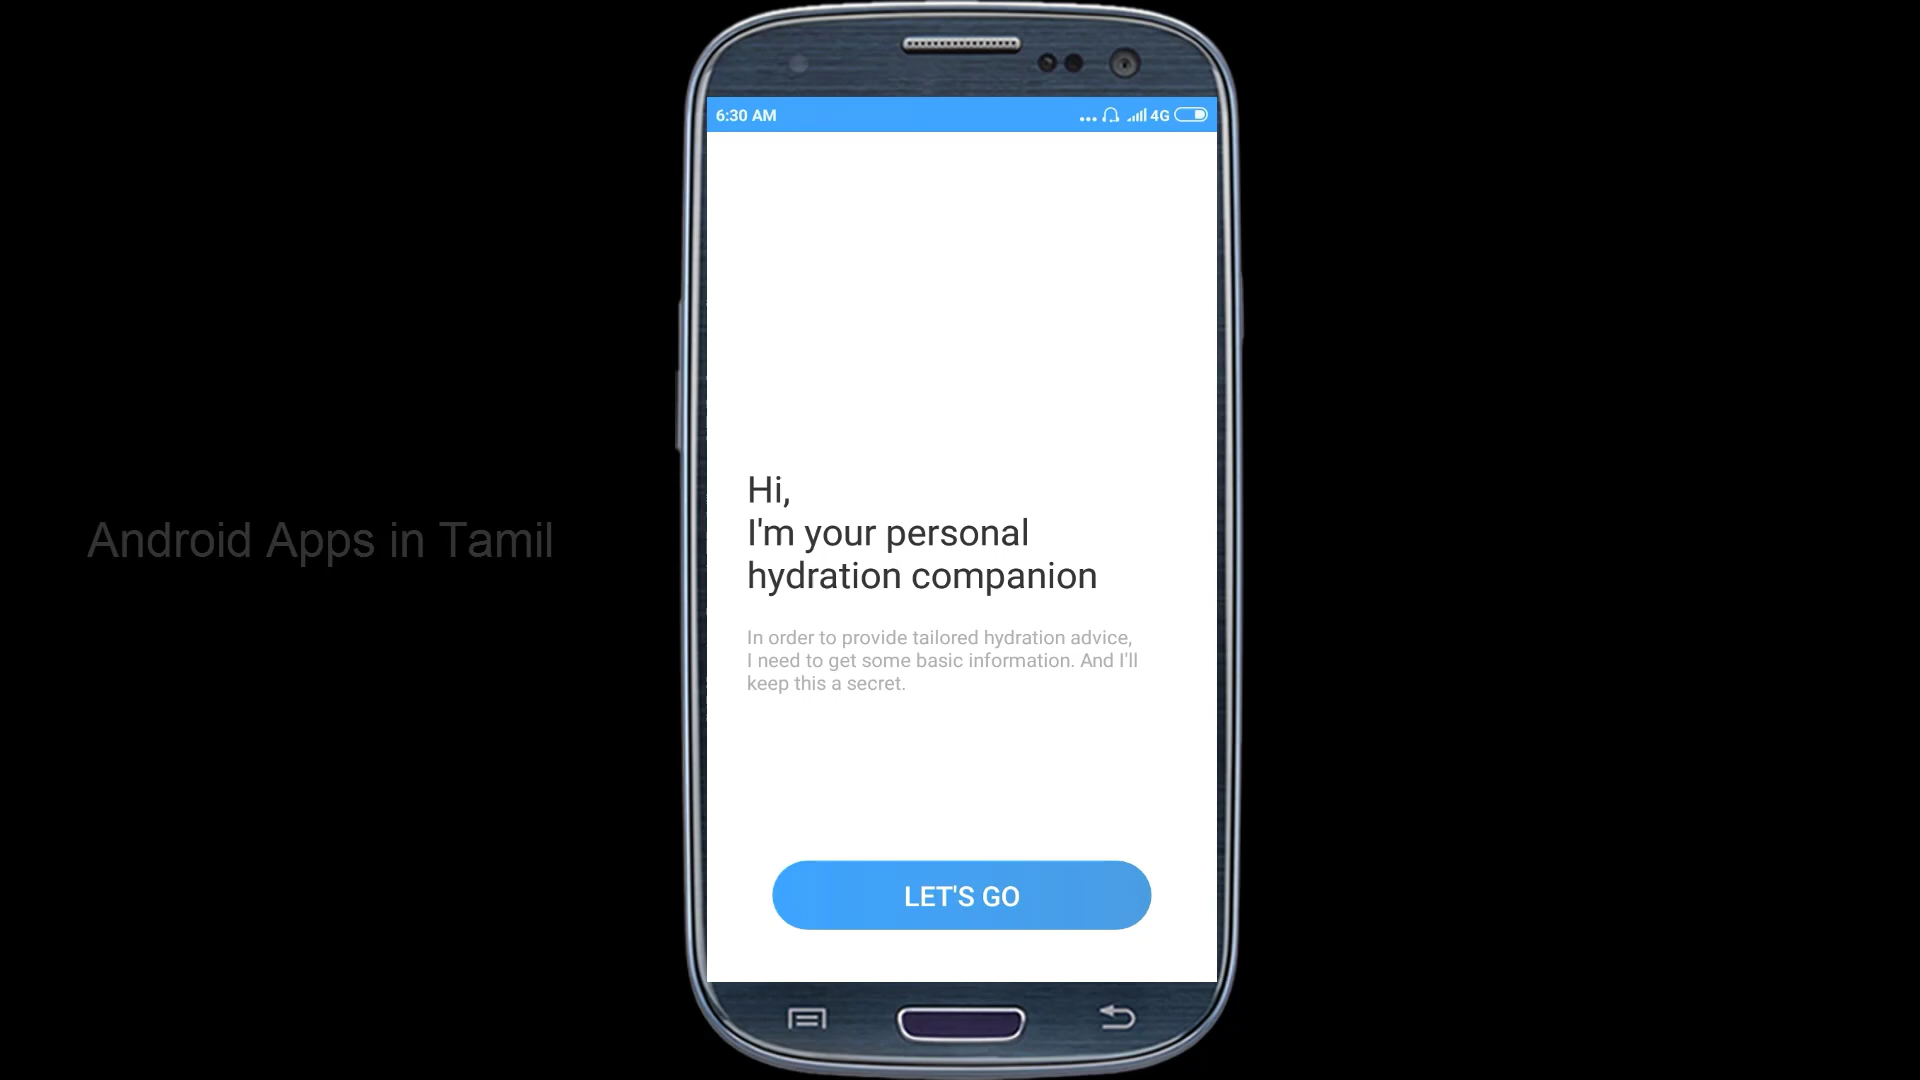 6:30 AM
4G
Android Apps in Tamil
Hi,
I'm your personal
hydration companion
In order to provide tailored hydration advice,
I need to get some basic information. And I'll
keep this a secret.
LET'S GO